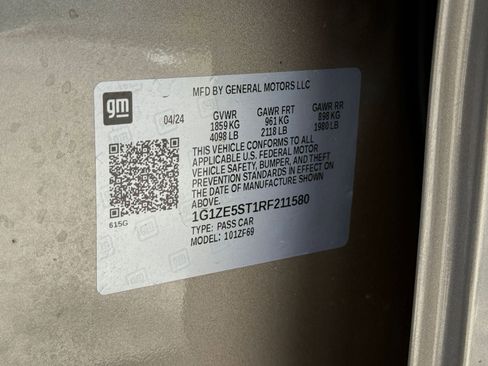 MFD BY GENERAL MOTORS LLC
gm
04/24 GVWR GAWR FRT GAWR RR
1859 KG 961 KG 898 KG
4098 LB 2118 LB 1980 LB
THIS VEHICLE CONFORMS TO ALL
APPLICABLE U.S. FEDERAL MOTOR
VEHICLE SAFETY, BUMPER, AND THEFT
PREVENTION STANDARDS IN EFFECT ON
THE DATE OF MANUFACTURE SHOWN
ABOVE.
615G
1G1ZE5ST1RF211580
TYPE: PASS CAR
MODEL: 101ZF69